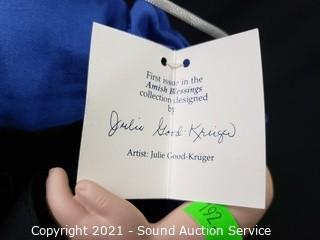 First issue in the
Amish Blessings
collection designed
by
Julie Good-Krüger
Artist: Julie Good-Krüger
192
Copyright 2021 - Sound Auction Service